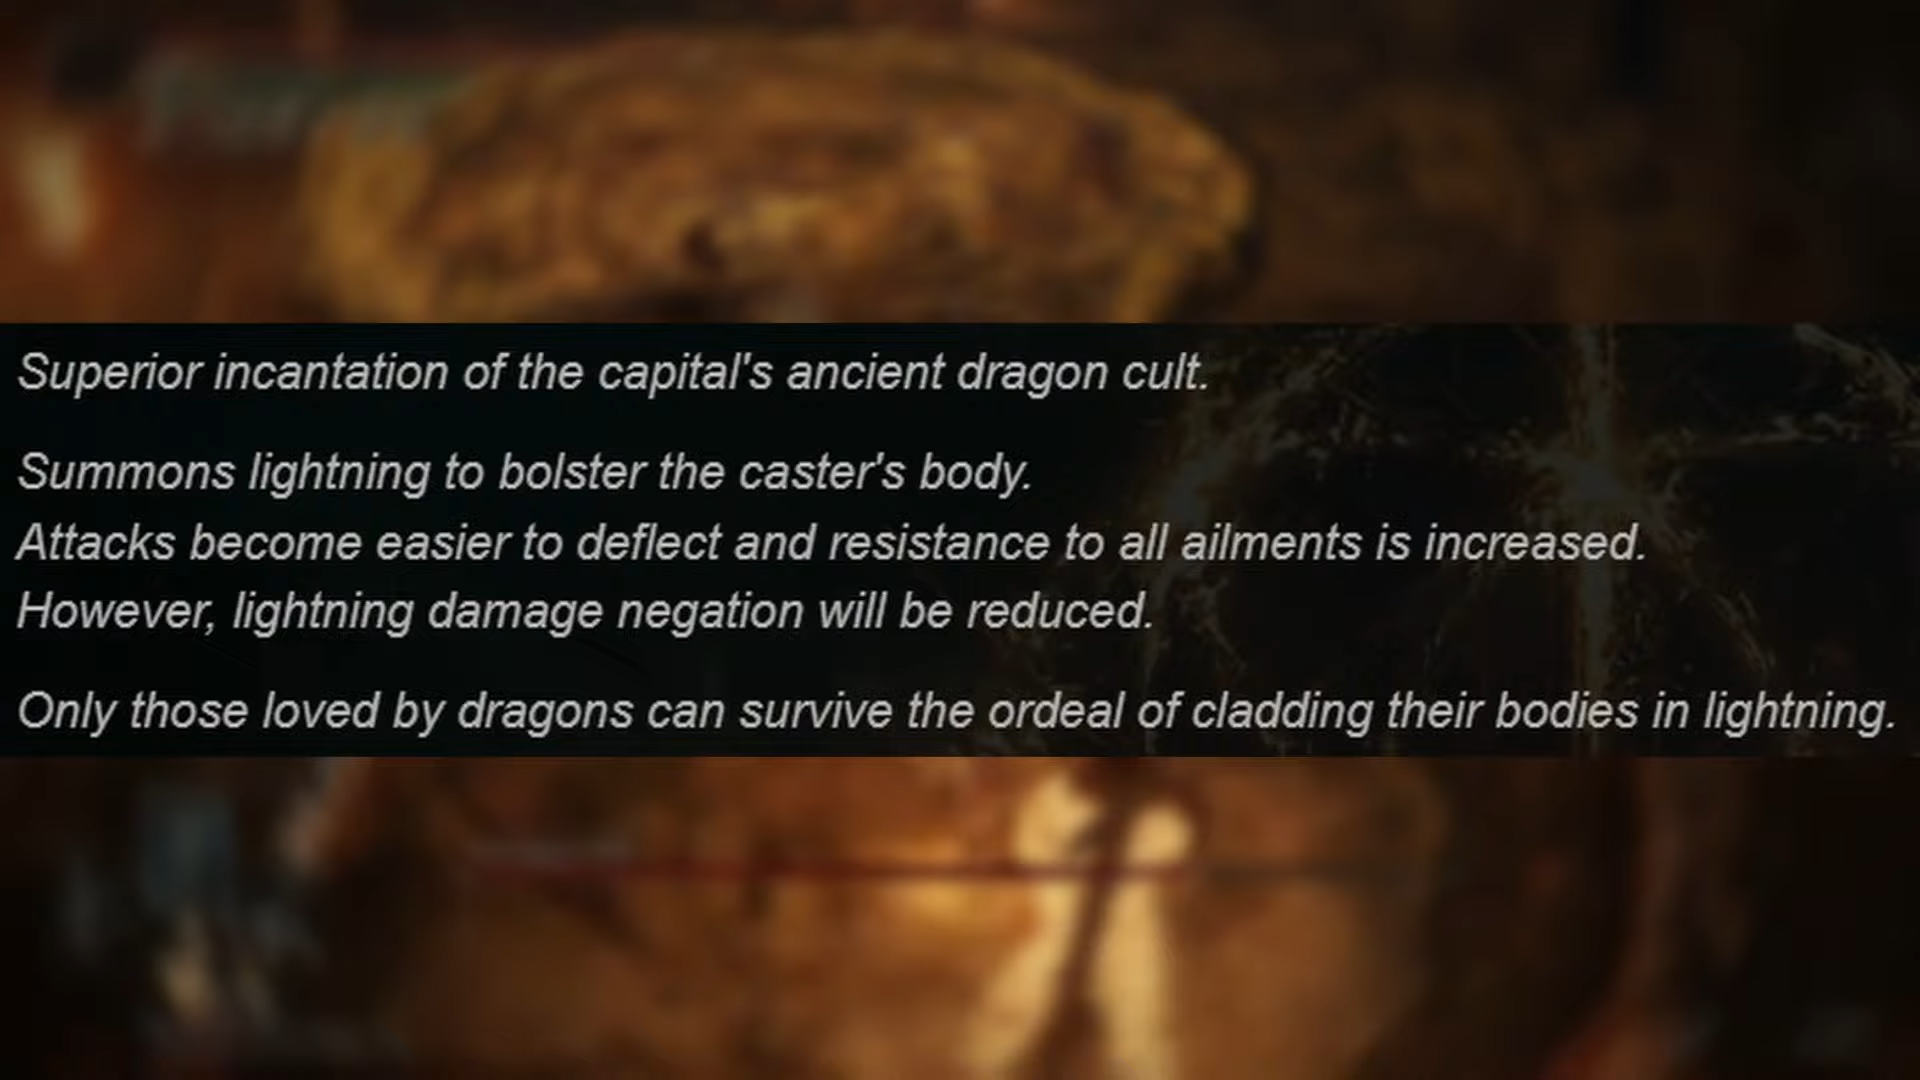 Superior incantation of the capital's ancient dragon cult.
Summons lightning to bolster the caster's body.
Attacks become easier to deflect and resistance to all ailments is increased.
However, lightning damage negation will be reduced.
Only those loved by dragons can survive the ordeal of cladding their bodies in lightning.